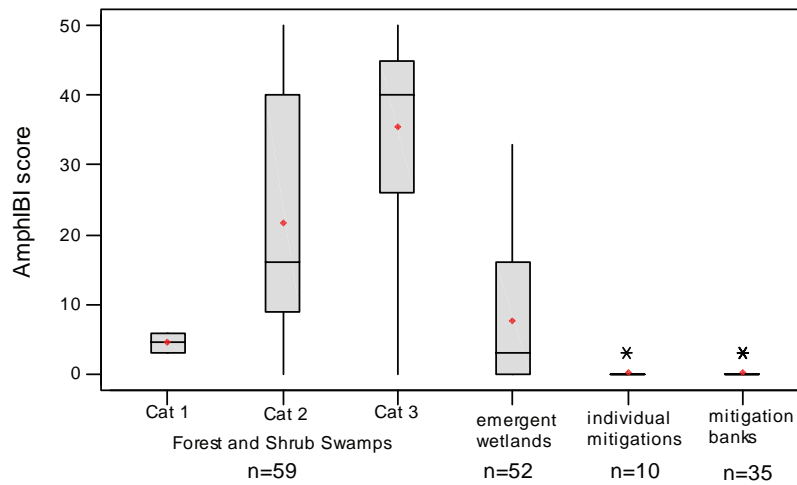 AmphIBI score
50
40
30
20
10
0
Cat 1 Cat 2 Cat 3 emergent wetlands individual mitigations mitigation banks
Forest and Shrub Swamps
n=59 n=52 n=10 n=35